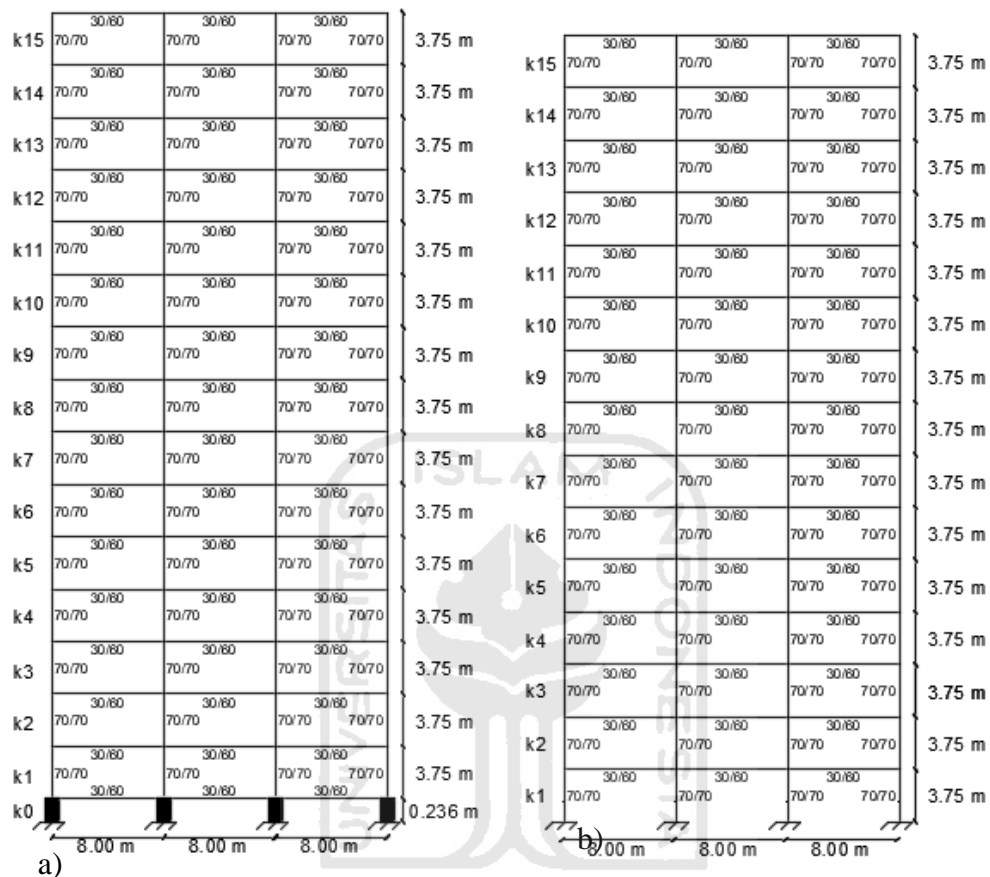 30/60 30/60 30/60
k15 70/70 70/70 70/70 70/70 3.75 m
30/60 30/60 30/60
k14 70/70 70/70 70/70 70/70 3.75 m
30/60 30/60 30/60
k13 70/70 70/70 70/70 70/70 3.75 m
30/60 30/60 30/60
k12 70/70 70/70 70/70 70/70 3.75 m
30/60 30/60 30/60
k11 70/70 70/70 70/70 70/70 3.75 m
30/60 30/60 30/60
k10 70/70 70/70 70/70 70/70 3.75 m
30/60 30/60 30/60
k9 70/70 70/70 70/70 70/70 3.75 m
30/60 30/60 30/60
k8 70/70 70/70 70/70 70/70 3.75 m
30/60 30/60 30/60
k7 70/70 70/70 70/70 70/70 3.75 m
30/60 30/60 30/60
k6 70/70 70/70 70/70 70/70 3.75 m
30/60 30/60 30/60
k5 70/70 70/70 70/70 70/70 3.75 m
30/60 30/60 30/60
k4 70/70 70/70 70/70 70/70 3.75 m
30/60 30/60 30/60
k3 70/70 70/70 70/70 70/70 3.75 m
30/60 30/60 30/60
k2 70/70 70/70 70/70 70/70 3.75 m
30/60 30/60 30/60
k1 70/70 70/70 70/70 70/70 3.75 m
30/60 30/60 30/60
k0 0.236 m
8.00 m 8.00 m 8.00 m
a)
30/60 30/60 30/60
k15 70/70 70/70 70/70 70/70 3.75 m
30/60 30/60 30/60
k14 70/70 70/70 70/70 70/70 3.75 m
30/60 30/60 30/60
k13 70/70 70/70 70/70 70/70 3.75 m
30/60 30/60 30/60
k12 70/70 70/70 70/70 70/70 3.75 m
30/60 30/60 30/60
k11 70/70 70/70 70/70 70/70 3.75 m
30/60 30/60 30/60
k10 70/70 70/70 70/70 70/70 3.75 m
30/60 30/60 30/60
k9 70/70 70/70 70/70 70/70 3.75 m
30/60 30/60 30/60
k8 70/70 70/70 70/70 70/70 3.75 m
30/60 30/60 30/60
k7 70/70 70/70 70/70 70/70 3.75 m
30/60 30/60 30/60
k6 70/70 70/70 70/70 70/70 3.75 m
30/60 30/60 30/60
k5 70/70 70/70 70/70 70/70 3.75 m
30/60 30/60 30/60
k4 70/70 70/70 70/70 70/70 3.75 m
30/60 30/60 30/60
k3 70/70 70/70 70/70 70/70 3.75 m
30/60 30/60 30/60
k2 70/70 70/70 70/70 70/70 3.75 m
30/60 30/60 30/60
k1 70/70 70/70 70/70 70/70 3.75 m
8.00 m 8.00 m 8.00 m
b)
UNIVERSITAS ISLAM INDONESIA